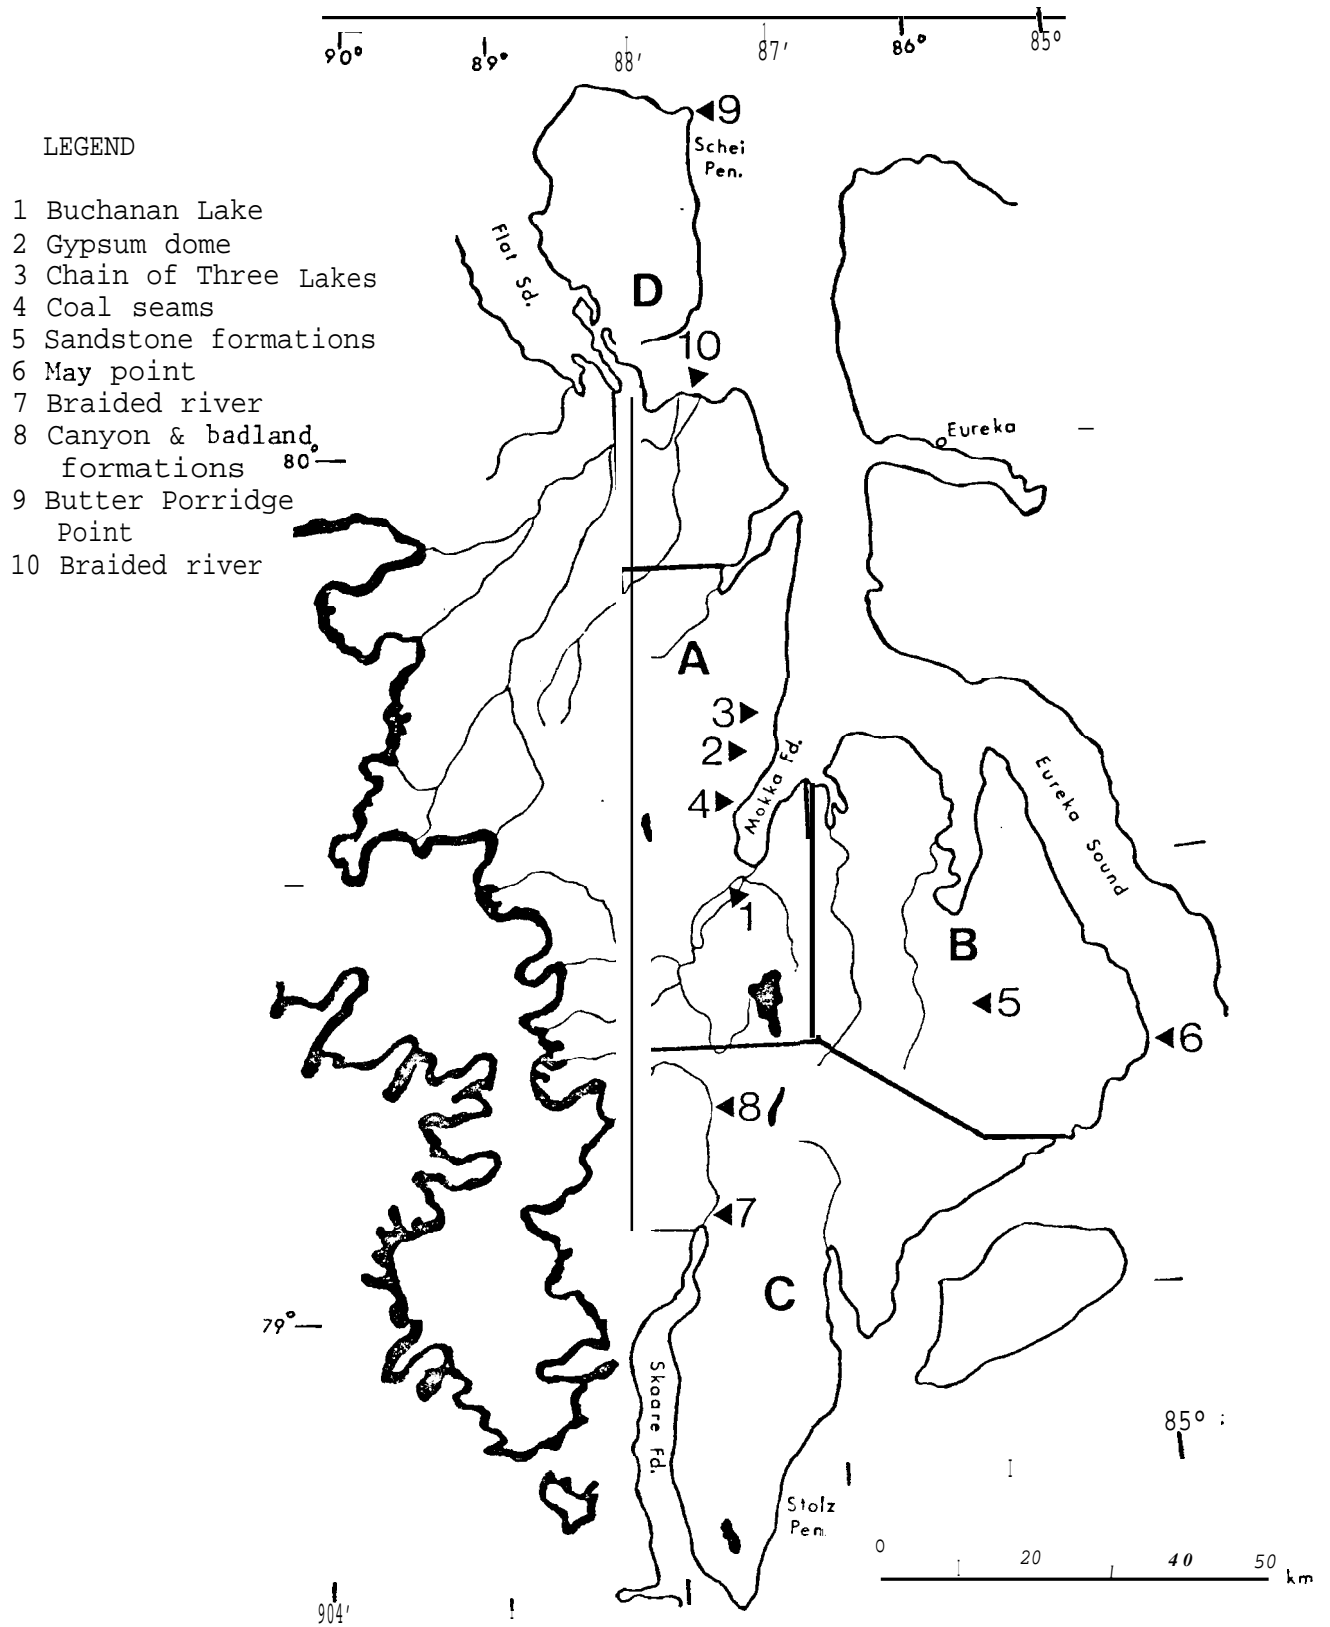 90° 89° 88' 87' 86° 85°
9
Schei
Pen.
LEGEND
1 Buchanan Lake
2 Gypsum dome
3 Chain of Three Lakes
4 Coal seams
5 Sandstone formations
6 May point
7 Braided river
8 Canyon & badland
formations
9 Butter Porridge
Point
10 Braided river
Flat Sd.
D
10
Eureka
80°
A
3
2
4
Mokka Fd.
Eureka Sound
1
B
5
6
8
7
C
79°
Skaare Fd.
85°
Stolz
Pen.
0 20 40 50 km
904'